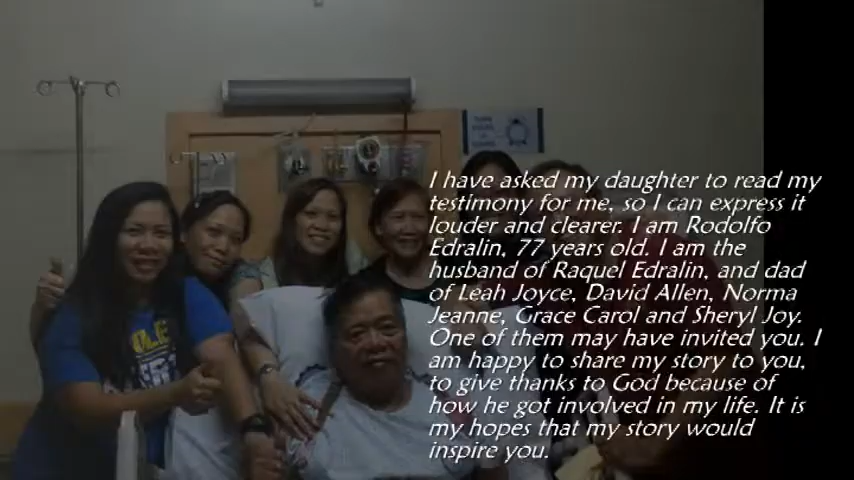 I have asked my daughter to read my
testimony for me, so I can express it
louder and clearer. I am Rodolfo
Edralin, 77 years old. I am the
husband of Raquel Edralin, and dad
of Leah Joyce, David Allen, Norma
Jeanne, Grace Carol and Sheryl Joy.
One of them may have invited you. I
am happy to share my story to you,
to give thanks to God because of
how he got involved in my life. It is
my hopes that my story would
inspire you.